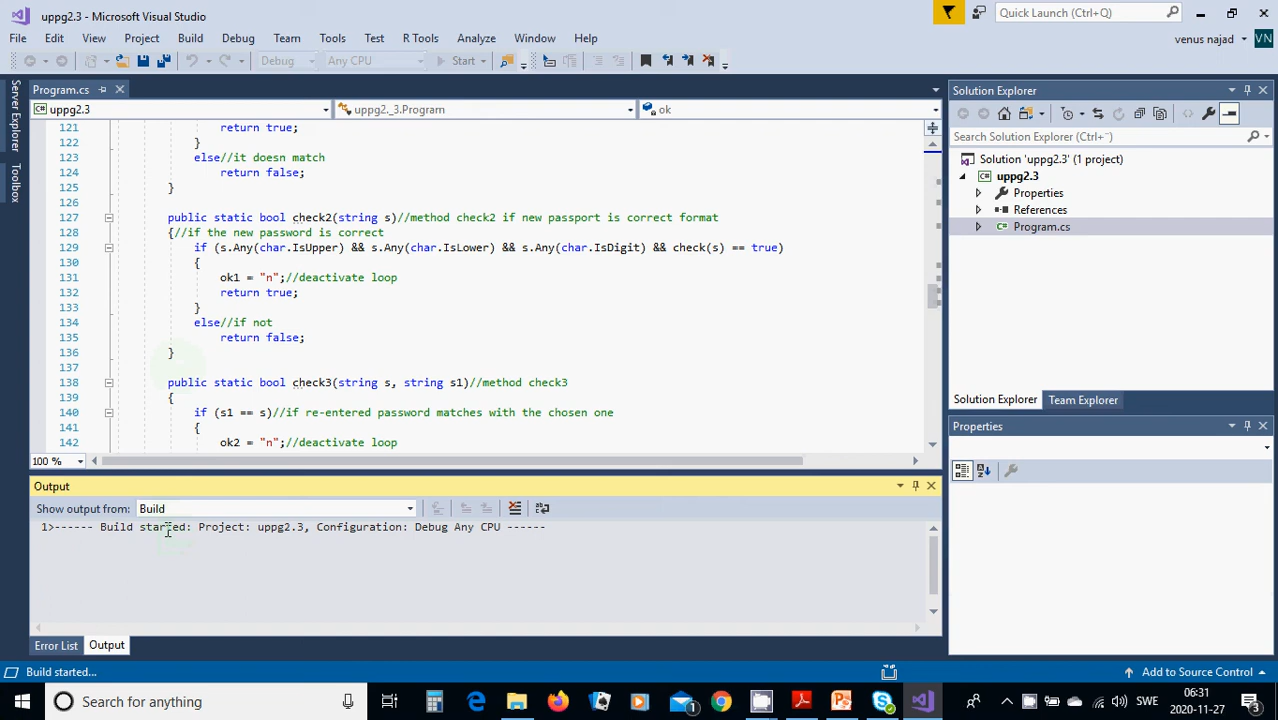 uppg2.3 - Microsoft Visual Studio
Quick Launch (Ctrl+Q)
File Edit View Project Build Debug Team Tools Test R Tools Analyze Window Help
venus najad VN
Debug Any CPU Start
Server Explorer
Toolbox
Program.cs
uppg2.3 uppg2._3.Program ok
121 return true;
122 }
123 else//it doesn match
124 return false;
125 }
126
127 public static bool check2(string s)//method check2 if new passport is correct format
128 {//if the new password is correct
129 if (s.Any(char.IsUpper) && s.Any(char.IsLower) && s.Any(char.IsDigit) && check(s) == true)
130 {
131 ok1 = "n";//deactivate loop
132 return true;
133 }
134 else//if not
135 return false;
136 }
137
138 public static bool check3(string s, string s1)//method check3
139 {
140 if (s1 == s)//if re-entered password matches with the chosen one
141 {
142 ok2 = "n";//deactivate loop
100 %
Output
Show output from: Build
1>------ Build started: Project: uppg2.3, Configuration: Debug Any CPU ------
Error List Output
Solution Explorer
Search Solution Explorer (Ctrl+¨)
Solution 'uppg2.3' (1 project)
uppg2.3
Properties
References
Program.cs
Solution Explorer Team Explorer
Properties
Build started...
Add to Source Control
Search for anything
1
SWE
06:31
2020-11-27
3